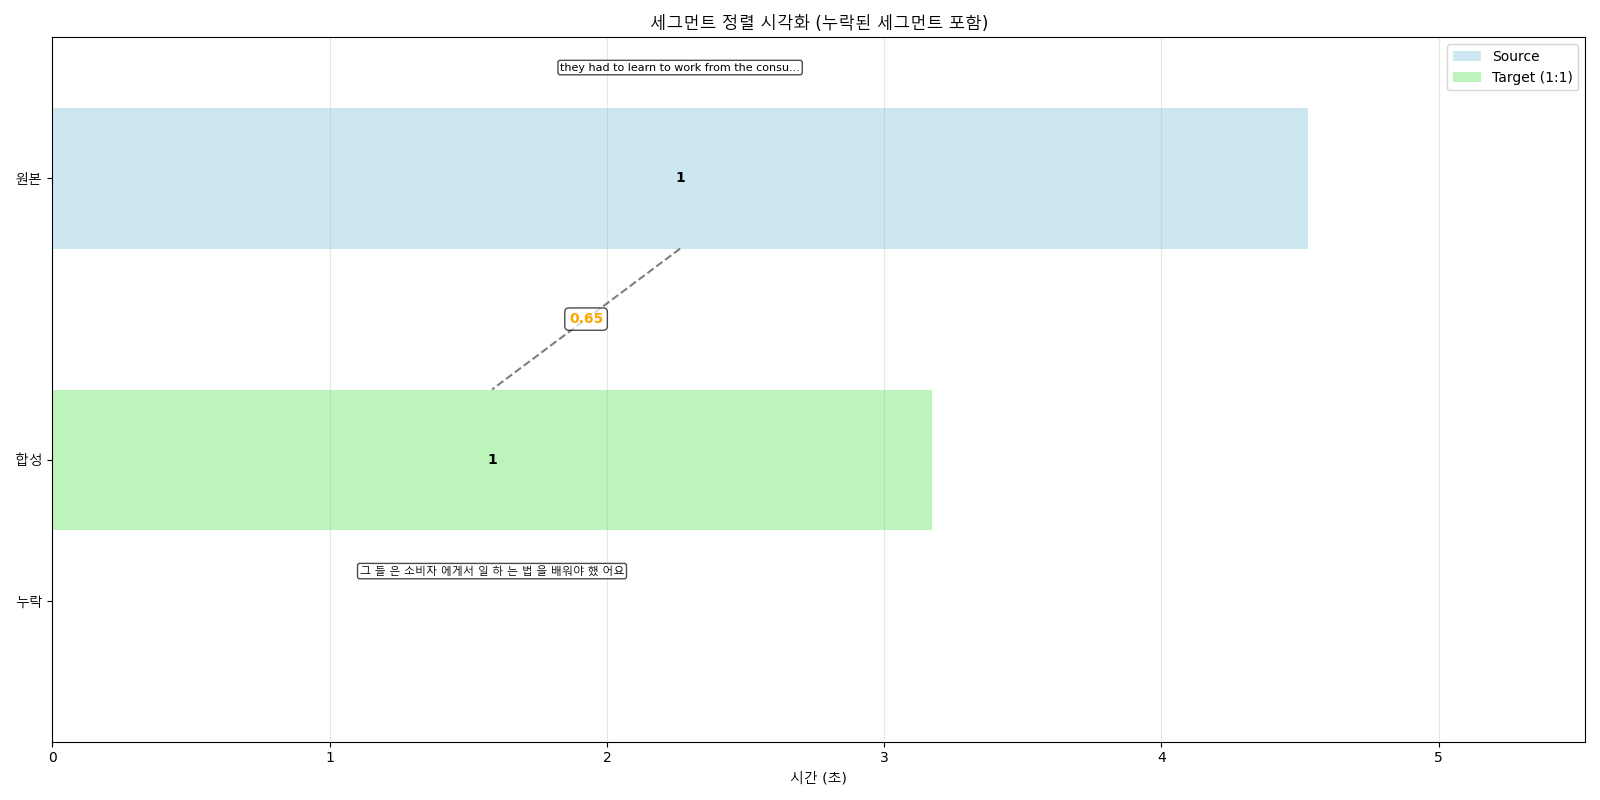 세그먼트 정렬 시각화 (누락된 세그먼트 포함)
they had to learn to work from the consu...
Source
Target (1:1)
원본
1
0.65
합성
1
그 들 은 소비자 에게서 일 하 는 법 을 배워야 했 어요
누락
0 1 2 3 4 5
시간 (초)